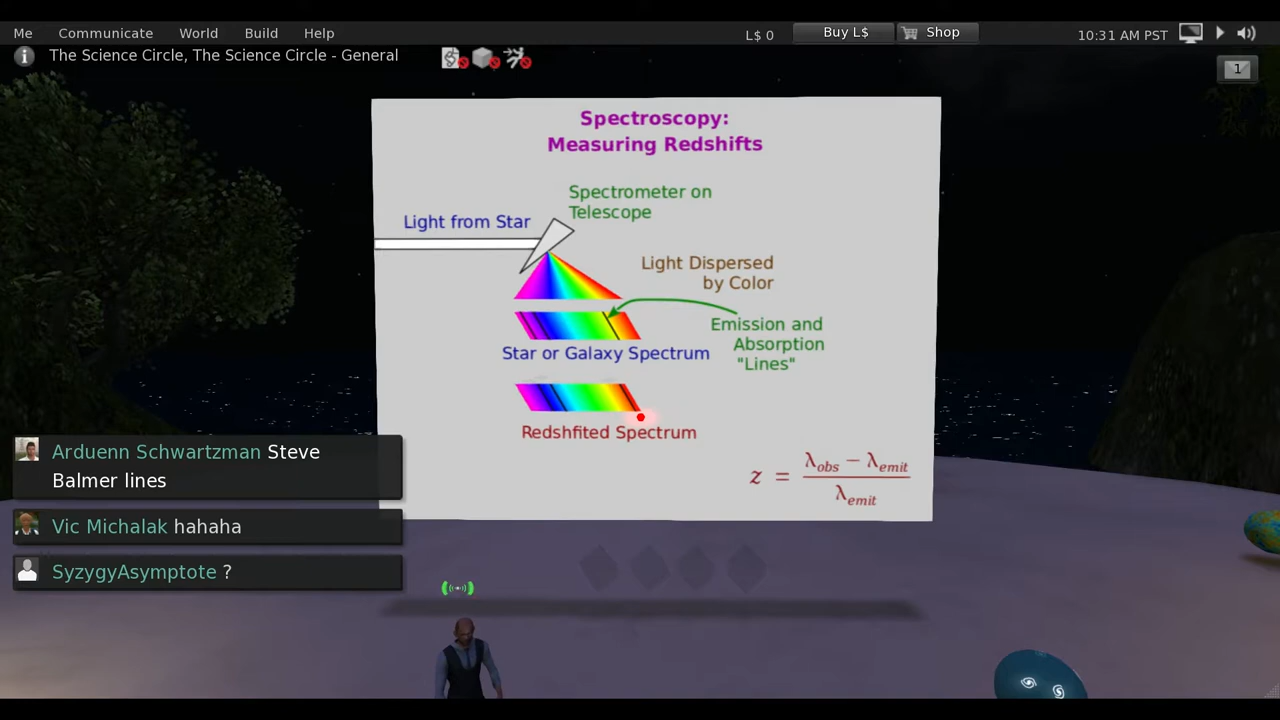 Me Communicate World Build Help L$ 0 Buy L$ Shop 10:31 AM PST
The Science Circle, The Science Circle - General
1
Spectroscopy:
Measuring Redshifts
Spectrometer on
Telescope
Light from Star
Light Dispersed
by Color
Emission and
Absorption
"Lines"
Star or Galaxy Spectrum
Redshfited Spectrum
z = (λobs − λemit) / λemit
Arduenn Schwartzman Steve
Balmer lines
Vic Michalak hahaha
SyzygyAsymptote ?